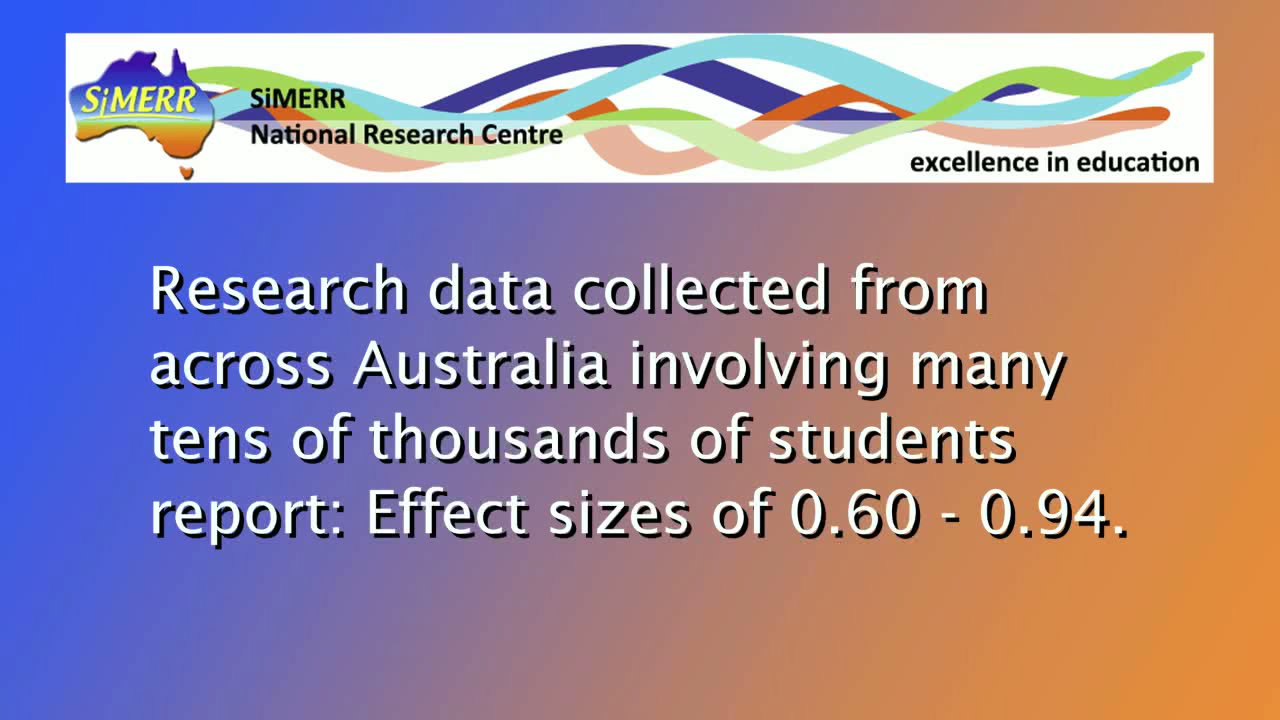 SiMERR
SiMERR
National Research Centre
excellence in education
Research data collected from
across Australia involving many
tens of thousands of students
report: Effect sizes of 0.60 - 0.94.